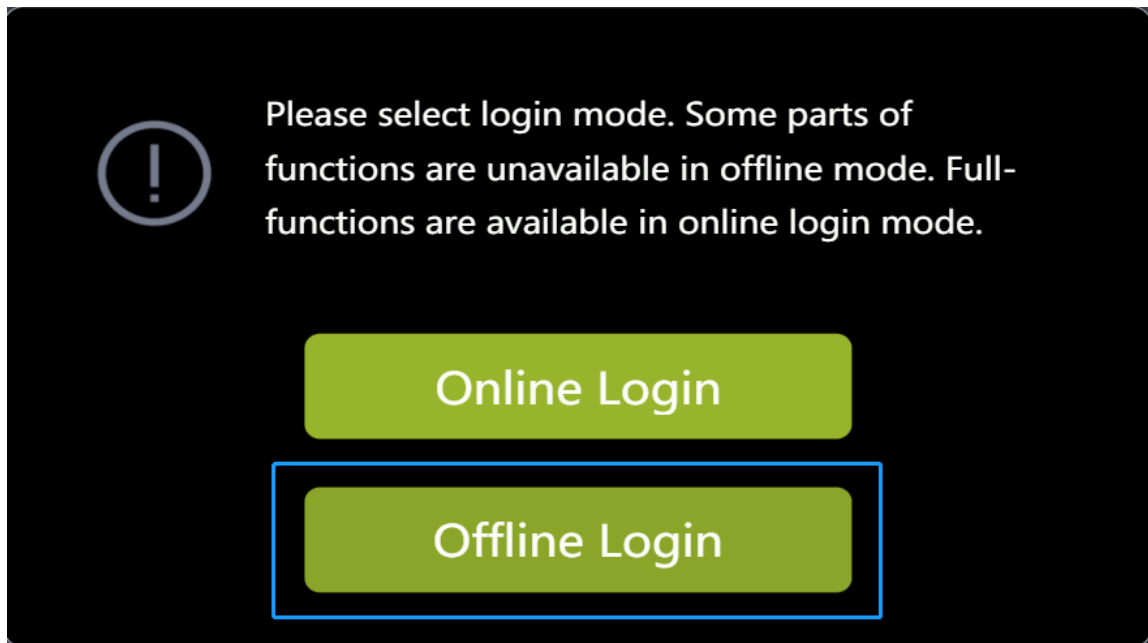 Please select login mode. Some parts of
functions are unavailable in offline mode. Full-
functions are available in online login mode.
Online Login
Offline Login